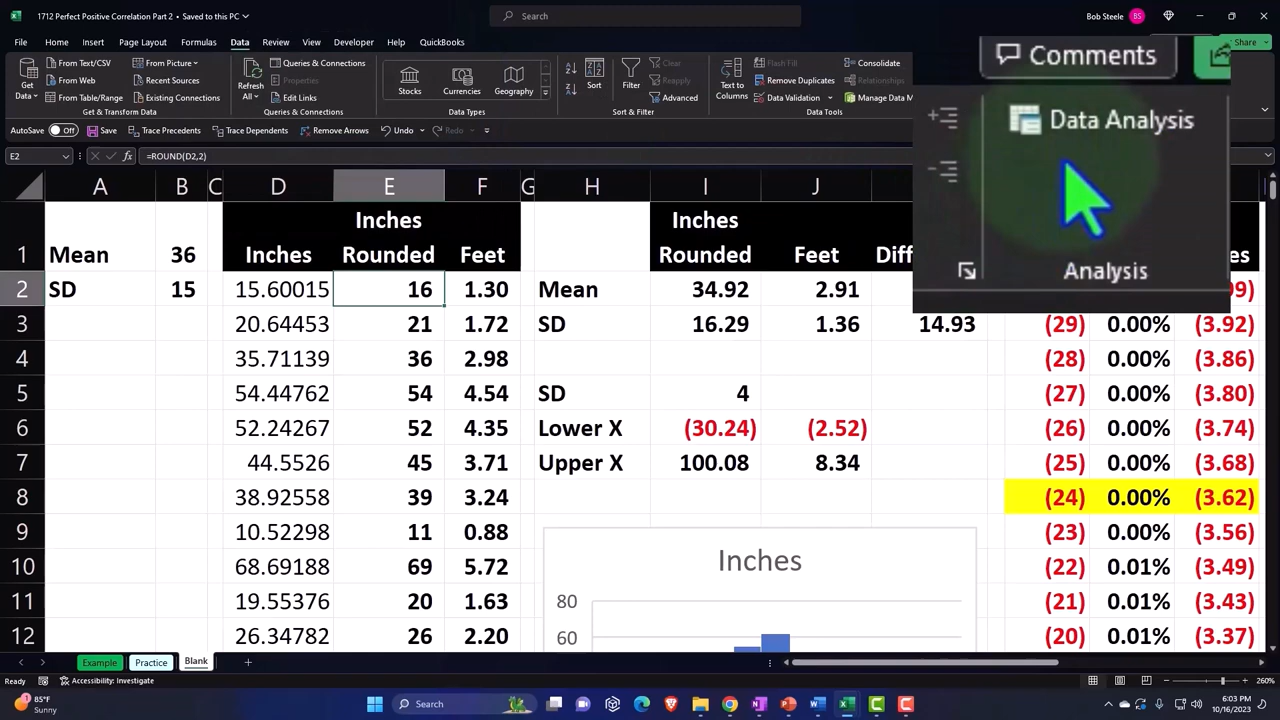 1712 Perfect Positive Correlation Part 2 • Saved to this PC
Search
Bob Steele
BS
File Home Insert Page Layout Formulas Data Review View Developer Help QuickBooks
Share
Comments
Get Data
From Text/CSV
From Web
From Table/Range
From Picture
Recent Sources
Existing Connections
Get & Transform Data
Refresh All
Queries & Connections
Properties
Edit Links
Queries & Connections
Stocks
Currencies
Geography
Data Types
Sort
Filter
Clear
Reapply
Advanced
Sort & Filter
Text to Columns
Flash Fill
Remove Duplicates
Data Validation
Consolidate
Relationships
Manage Data M
Data Tools
Data Analysis
Analysis
AutoSave Off Save Trace Precedents Trace Dependents Remove Arrows Undo Redo
E2 fx =ROUND(D2,2)
A B C D E F G H I J
1 Mean 36 Inches Inches Rounded Feet Inches Rounded Feet Diff es
2 SD 15 15.60015 16 1.30 Mean 34.92 2.91 09)
3 20.64453 21 1.72 SD 16.29 1.36 14.93 (29) 0.00% (3.92)
4 35.71139 36 2.98 (28) 0.00% (3.86)
5 54.44762 54 4.54 SD 4 (27) 0.00% (3.80)
6 52.24267 52 4.35 Lower X (30.24) (2.52) (26) 0.00% (3.74)
7 44.5526 45 3.71 Upper X 100.08 8.34 (25) 0.00% (3.68)
8 38.92558 39 3.24 (24) 0.00% (3.62)
9 10.52298 11 0.88 (23) 0.00% (3.56)
10 68.69188 69 5.72 Inches (22) 0.01% (3.49)
11 19.55376 20 1.63 80 (21) 0.01% (3.43)
12 26.34782 26 2.20 60 (20) 0.01% (3.37)
Example Practice Blank
Ready Accessibility: Investigate
260%
85°F
Sunny
Search
6:03 PM
10/16/2023